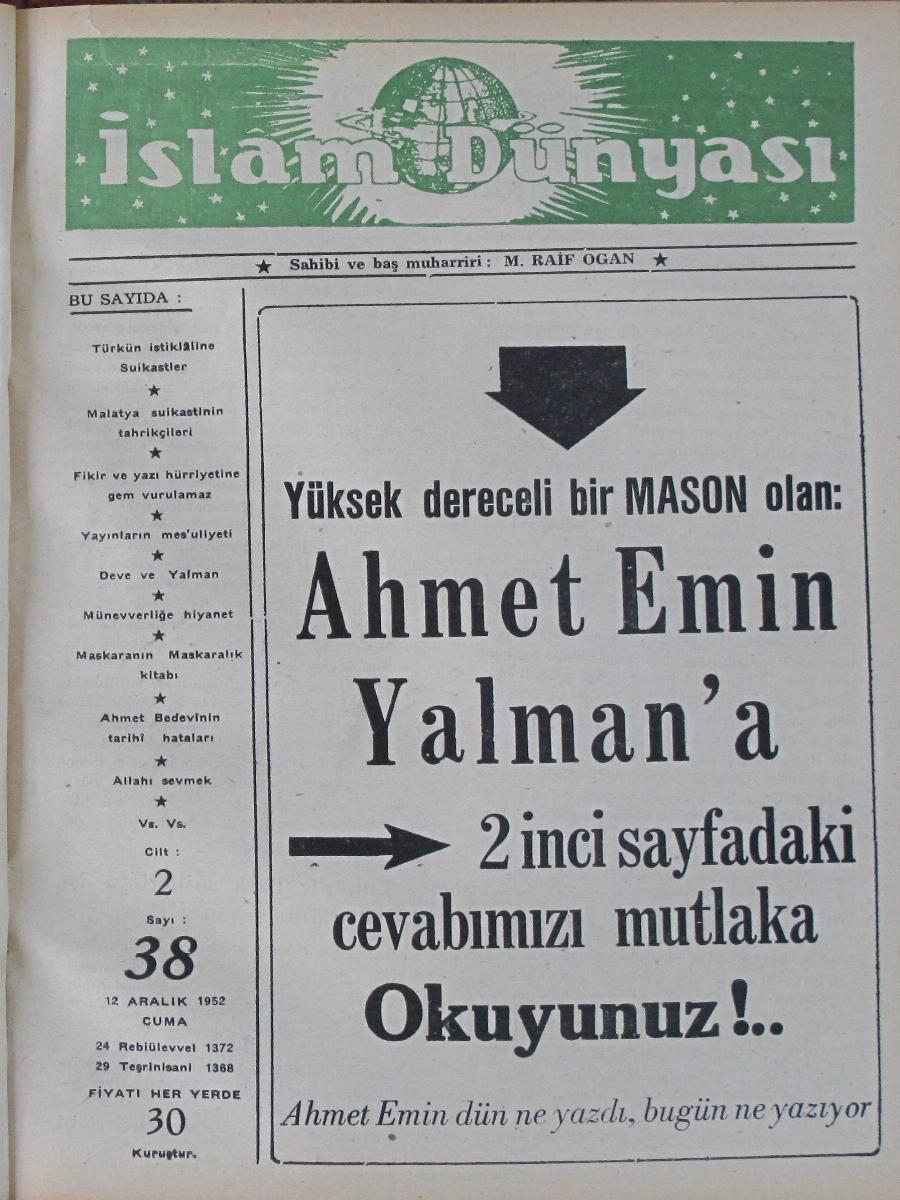 İslâm Dünyası
★ Sahibi ve baş muharriri : M. RAİF OGAN ★
BU SAYIDA :
Türkün istiklâline
Suikastler
★
Malatya suikastinin
tahrikçileri
★
Fikir ve yazı hürriyetine
gem vurulamaz
★
Yayınların mes'uliyeti
★
Deve ve Yalman
★
Münevverliğe hiyanet
★
Maskaranın Maskaralık
kitabı
★
Ahmet Bedevînin
tarihî hataları
★
Allahı sevmek
★
Vs. Vs.
Cilt :
2
Sayı :
38
12 ARALIK 1952
CUMA
24 Rebiülevvel 1372
29 Teşrinisani 1368
FİYATI HER YERDE
30
Kuruştur.
Yüksek dereceli bir MASON olan:
Ahmet Emin
Yalman'a
2 inci sayfadaki
cevabımızı mutlaka
Okuyunuz !..
Ahmet Emin dün ne yazdı, bugün ne yazıyor